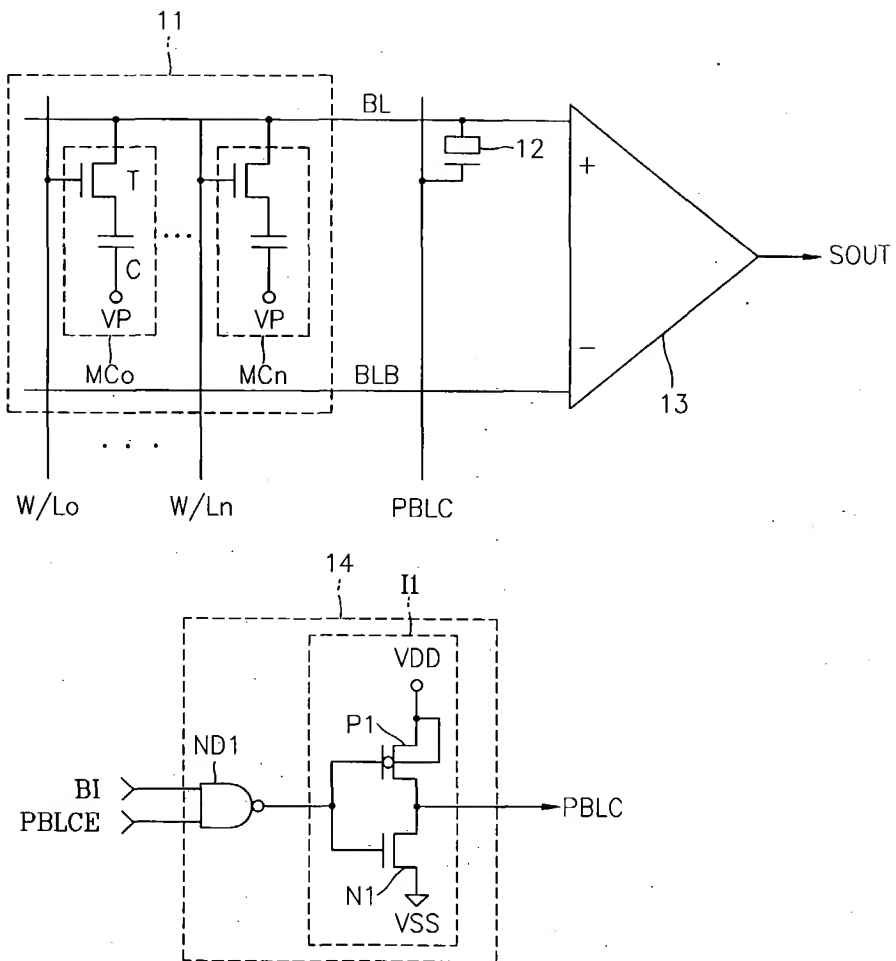 11
BL
12
T
+
...
C
SOUT
VP
VP
MCo
MCn
BLB
−
13
. . .
W/Lo
W/Ln
PBLC
14
I1
VDD
P1
ND1
BI
PBLCE
PBLC
N1
VSS